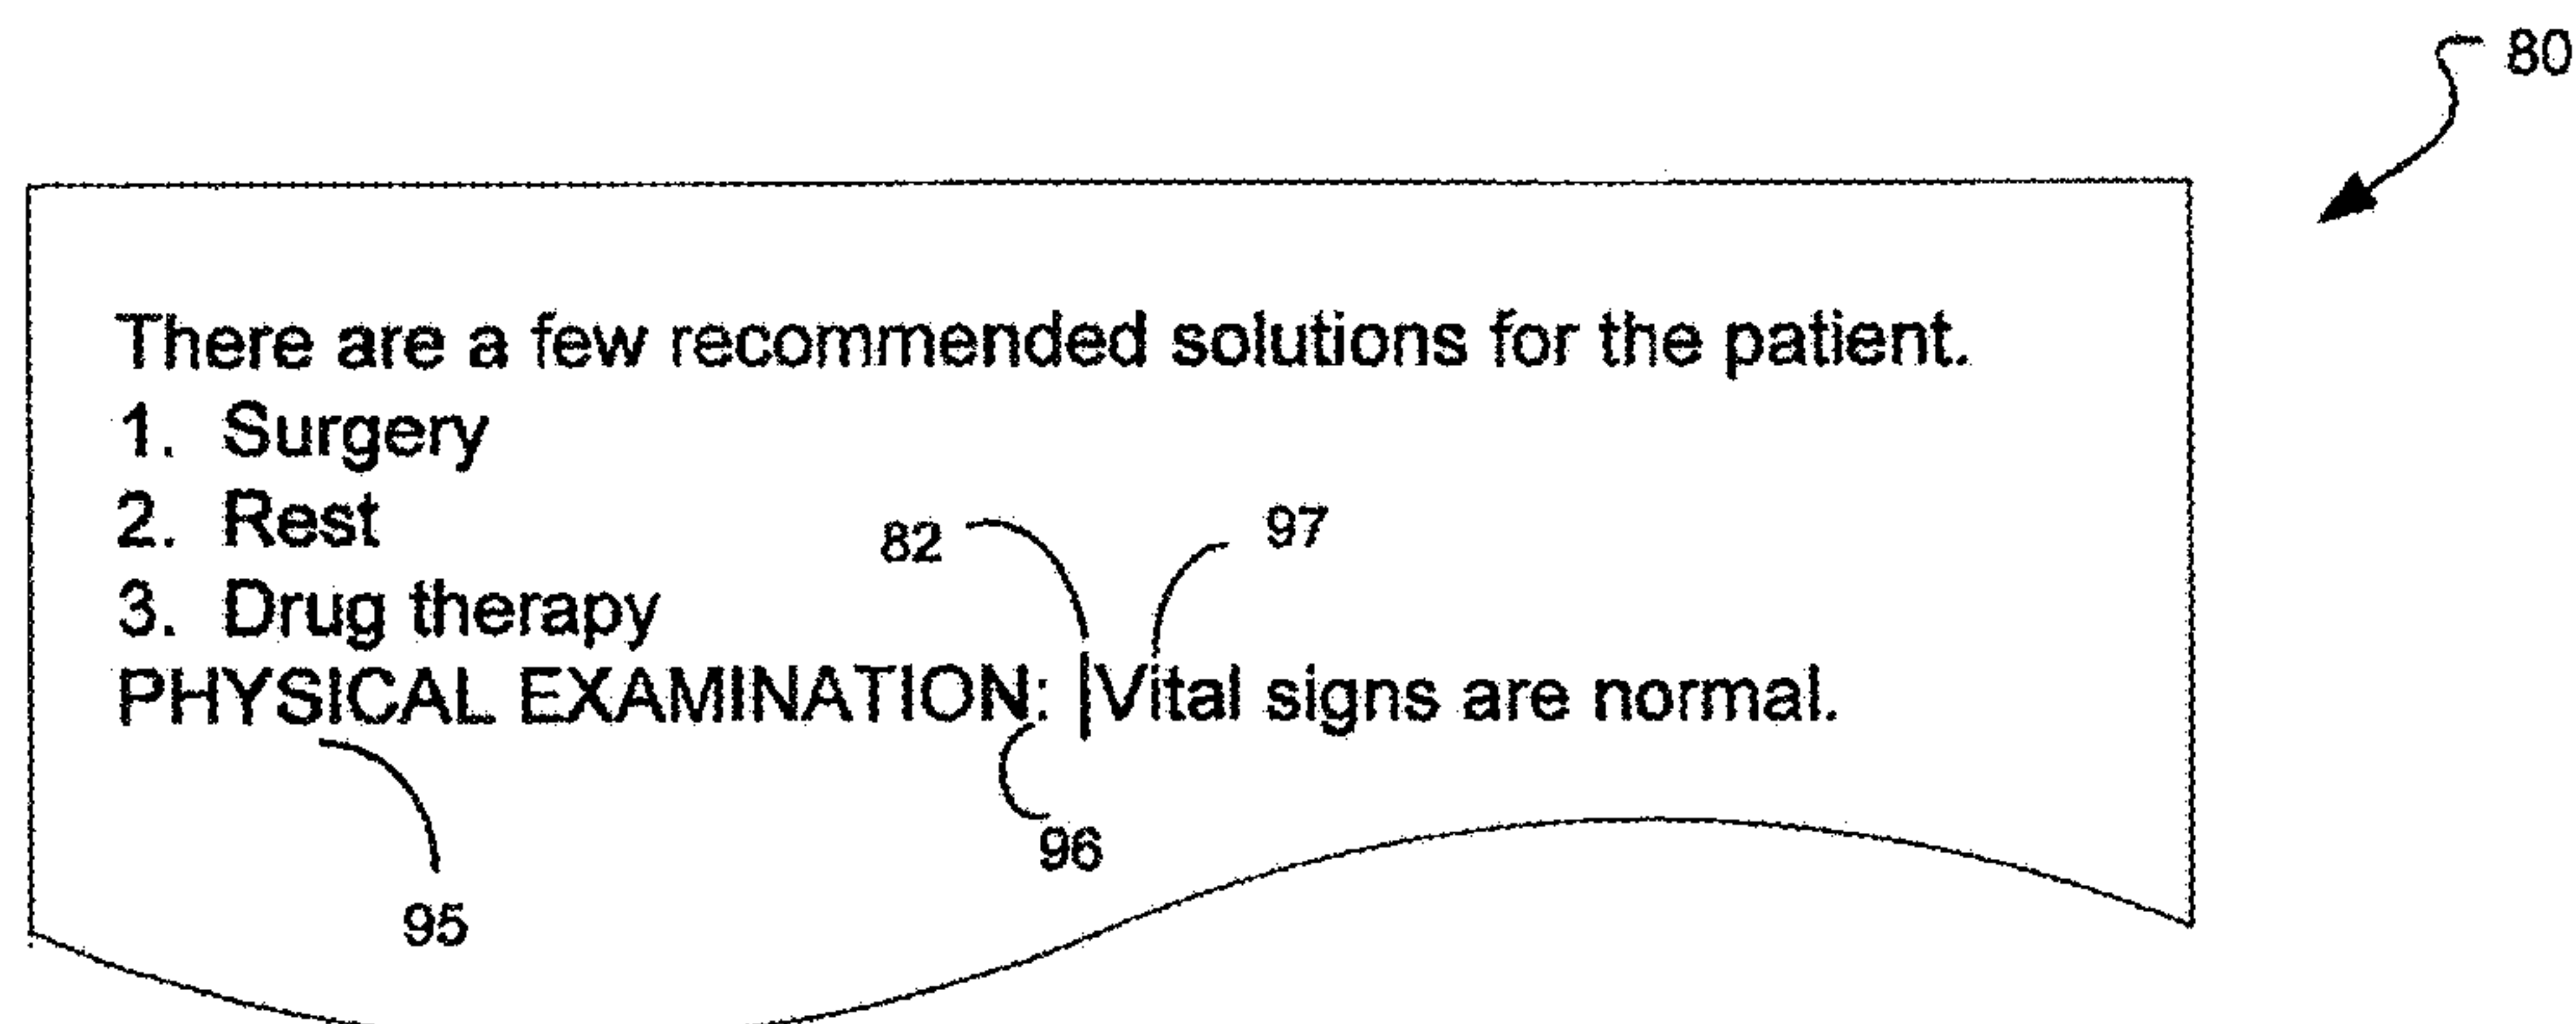 80
There are a few recommended solutions for the patient.
1. Surgery
2. Rest
82 97
3. Drug therapy
PHYSICAL EXAMINATION: |Vital signs are normal.
96
95